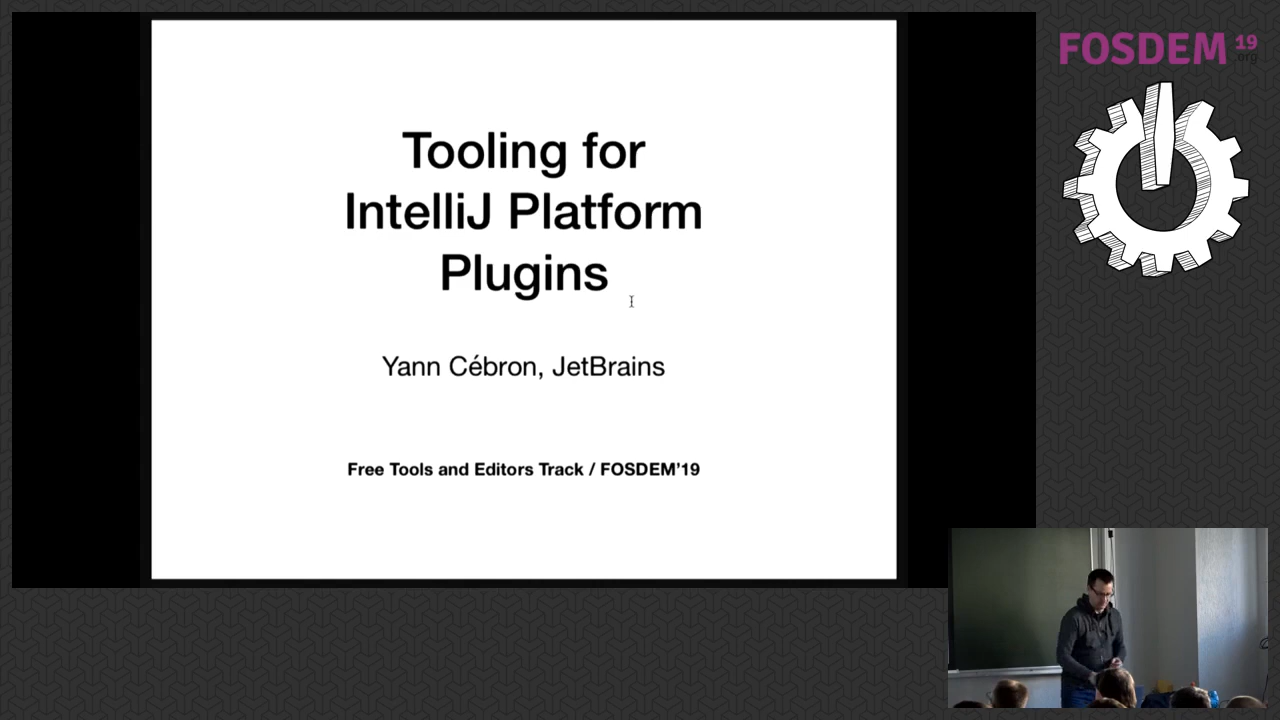 Tooling for
IntelliJ Platform
Plugins
Yann Cébron, JetBrains
Free Tools and Editors Track / FOSDEM’19
FOSDEM 19
.org